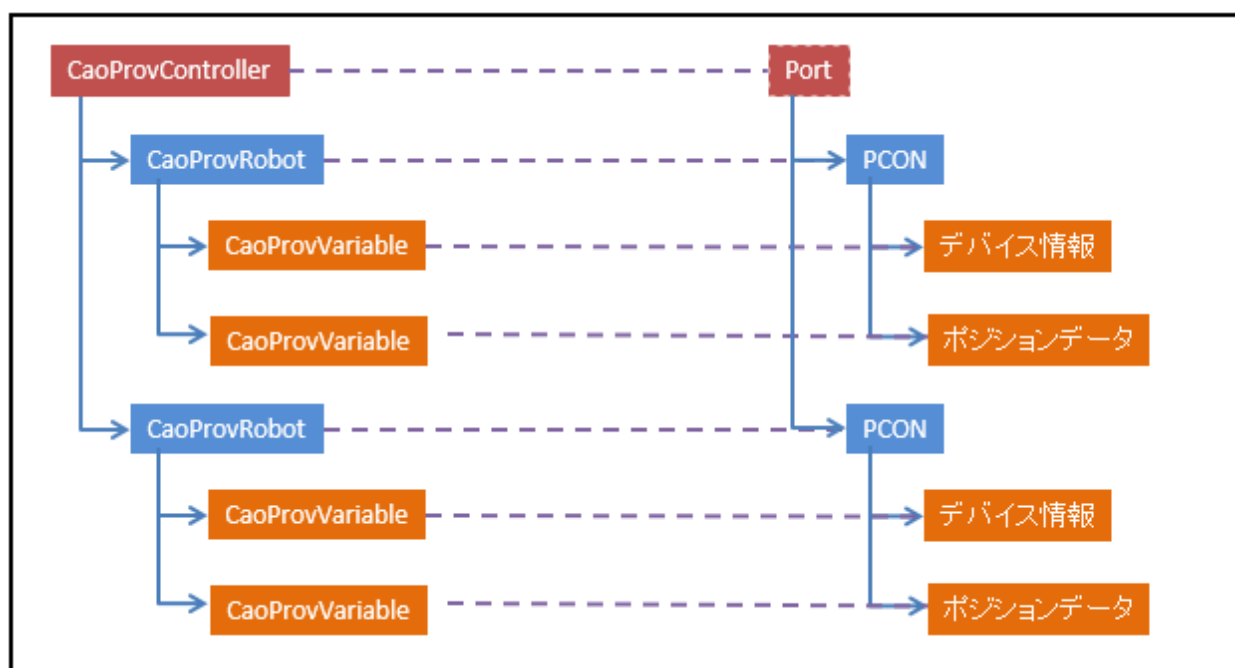 CaoProvController
Port
CaoProvRobot
PCON
CaoProvVariable
デバイス情報
CaoProvVariable
ポジションデータ
CaoProvRobot
PCON
CaoProvVariable
デバイス情報
CaoProvVariable
ポジションデータ